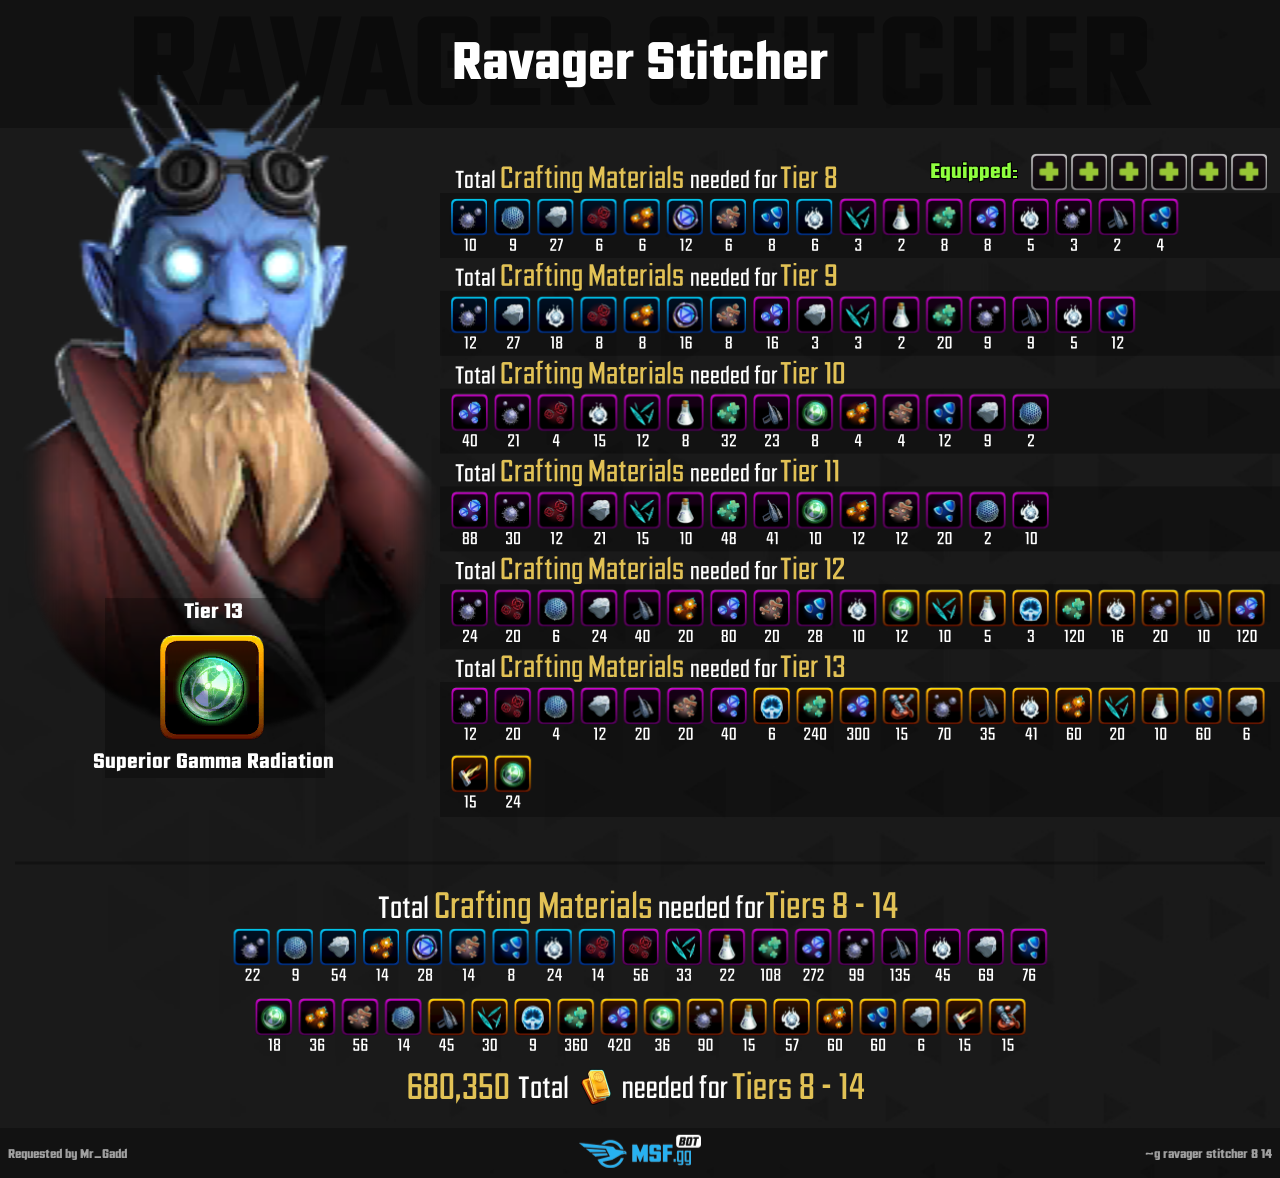 RAVAGER STITCHER
Ravager Stitcher
Equipped:
Total Crafting Materials needed for Tier 8
10 9 27 6 6 12 6 8 6 3 2 8 8 5 3 2 4
Total Crafting Materials needed for Tier 9
12 27 18 8 8 16 8 16 3 3 2 20 9 9 5 12
Total Crafting Materials needed for Tier 10
40 21 4 15 12 8 32 23 8 4 4 12 9 2
Total Crafting Materials needed for Tier 11
88 30 12 21 15 10 48 41 10 12 12 20 2 10
Total Crafting Materials needed for Tier 12
24 20 6 24 40 20 80 20 28 10 12 10 5 3 120 16 20 10 120
Total Crafting Materials needed for Tier 13
12 20 4 12 20 20 40 6 240 300 15 70 35 41 60 20 10 60 6
15 24
Tier 13
Superior Gamma Radiation
Total Crafting Materials needed for Tiers 8 - 14
22 9 54 14 28 14 8 24 14 56 33 22 108 272 99 135 45 69 76
18 36 56 14 45 30 9 360 420 36 90 15 57 60 60 6 15 15
680,350 Total needed for Tiers 8 - 14
Requested by Mr_Gadd
MSF.gg BOT
~g ravager stitcher 8 14